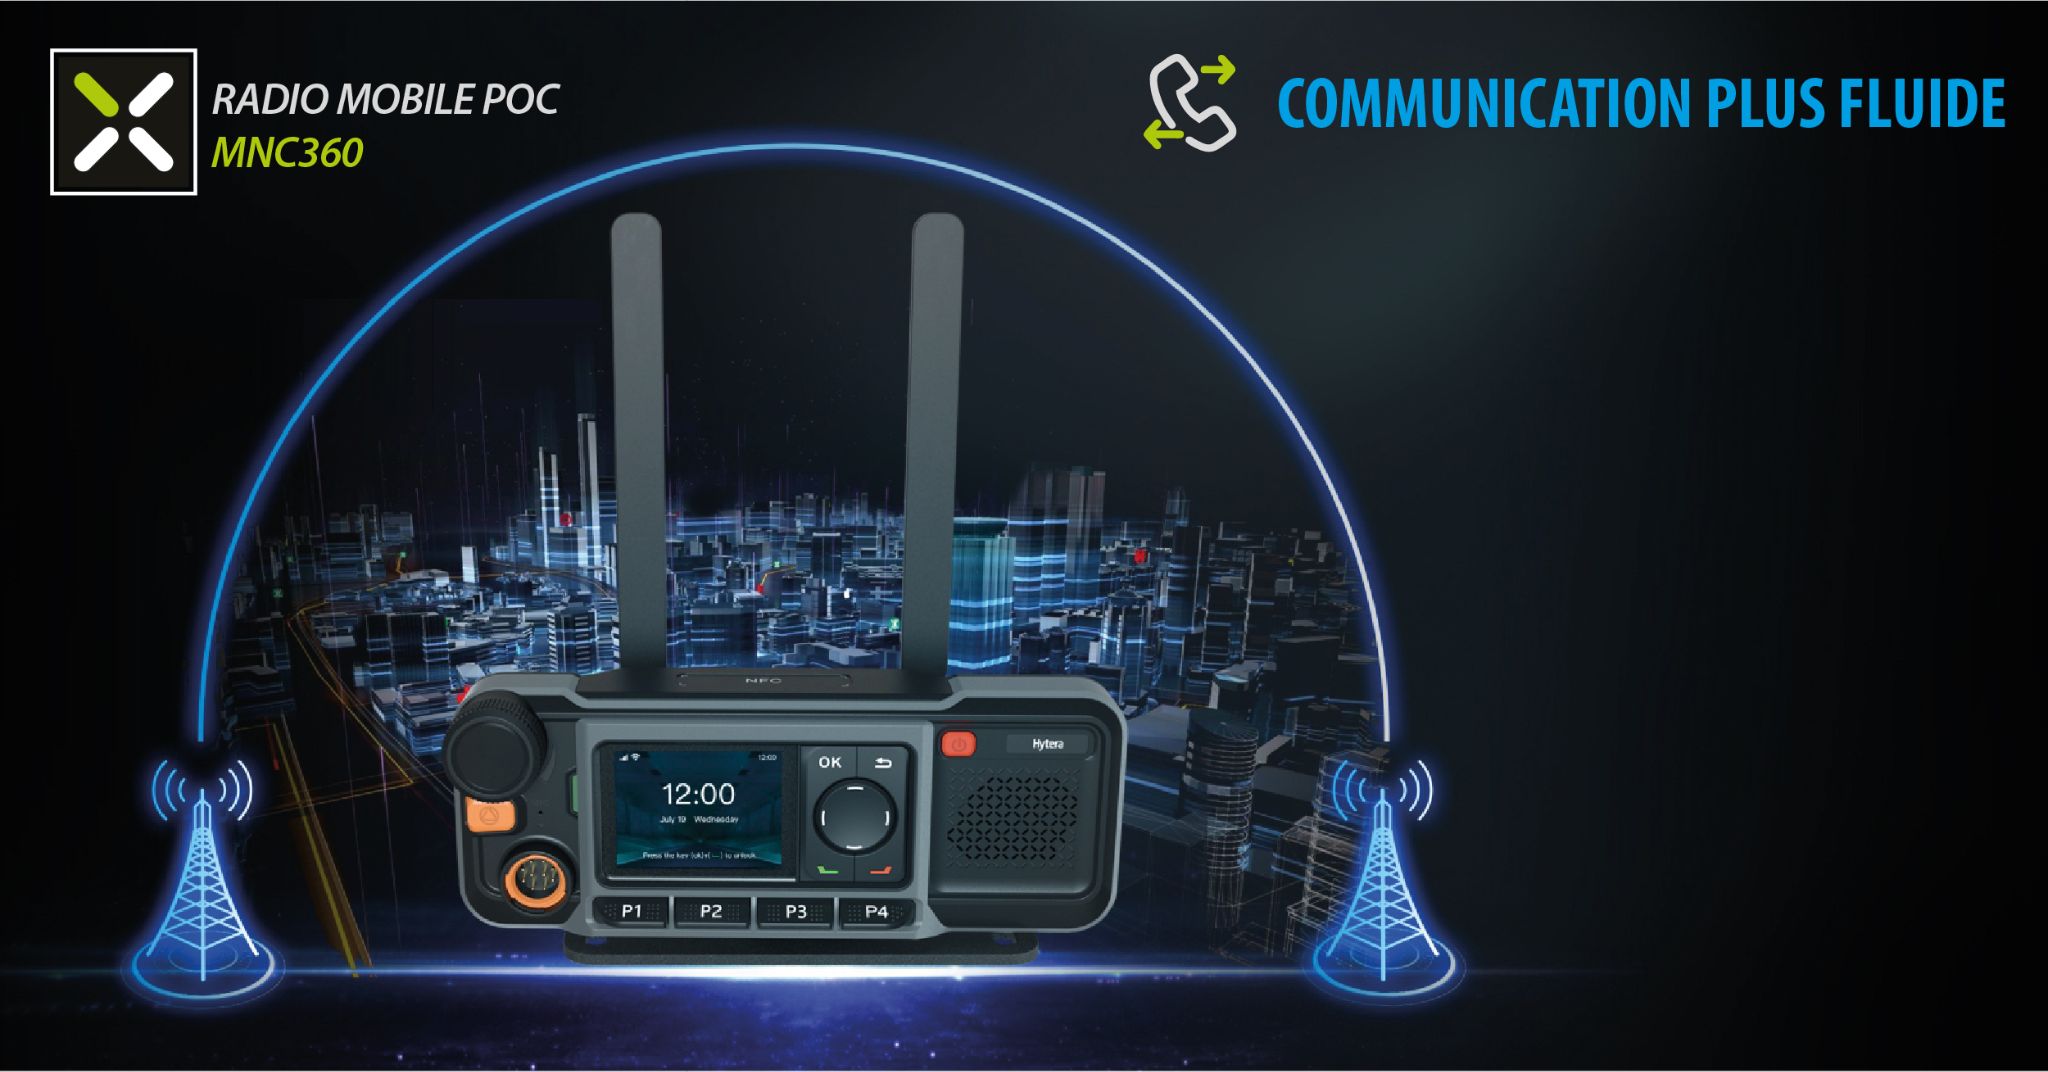 RADIO MOBILE POC
MNC360
COMMUNICATION PLUS FLUIDE
NFC
Hytera
12:00
OK
12:00
July 19 Wednesday
P1 P2 P3 P4